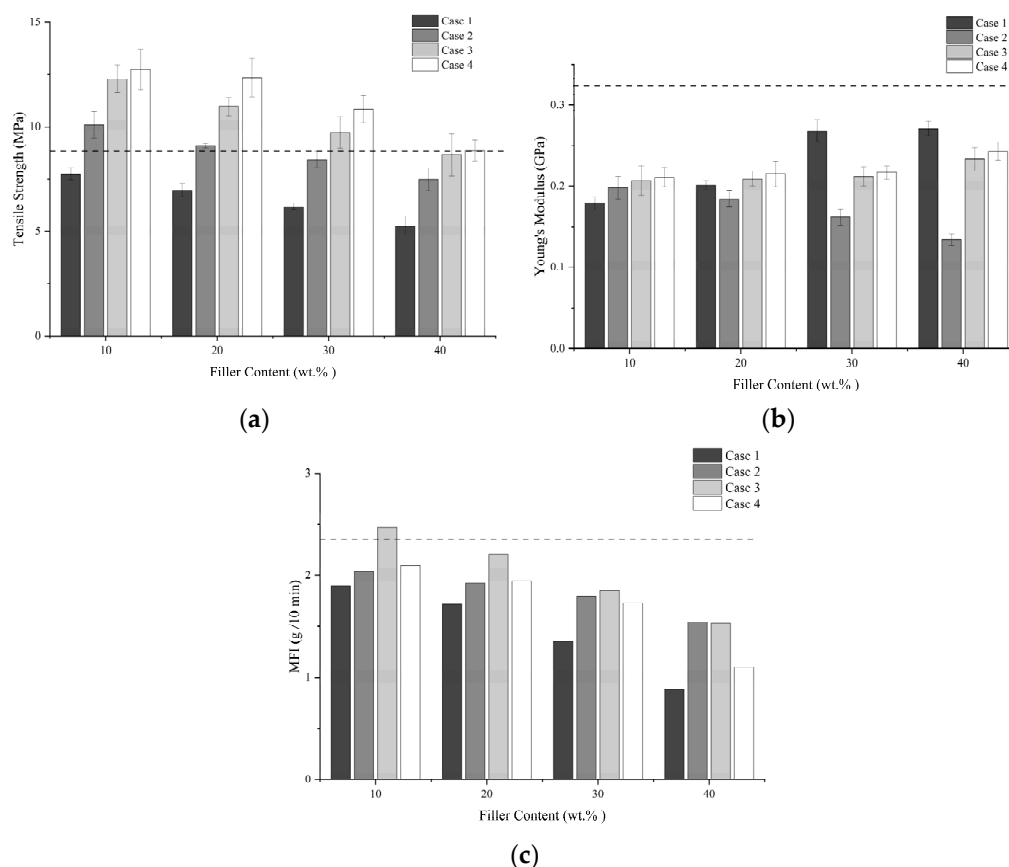 15
10
5
0
Tensile Strength (MPa)
10
20
30
40
Filler Content (wt.% )
Case 1
Case 2
Case 3
Case 4
(a)
0.3
0.2
0.1
0.0
Young's Modulus (GPa)
10
20
30
40
Filler Content (wt.% )
Case 1
Case 2
Case 3
Case 4
(b)
3
2
1
0
MFI (g /10 min)
10
20
30
40
Filler Content (wt.% )
Case 1
Case 2
Case 3
Case 4
(c)